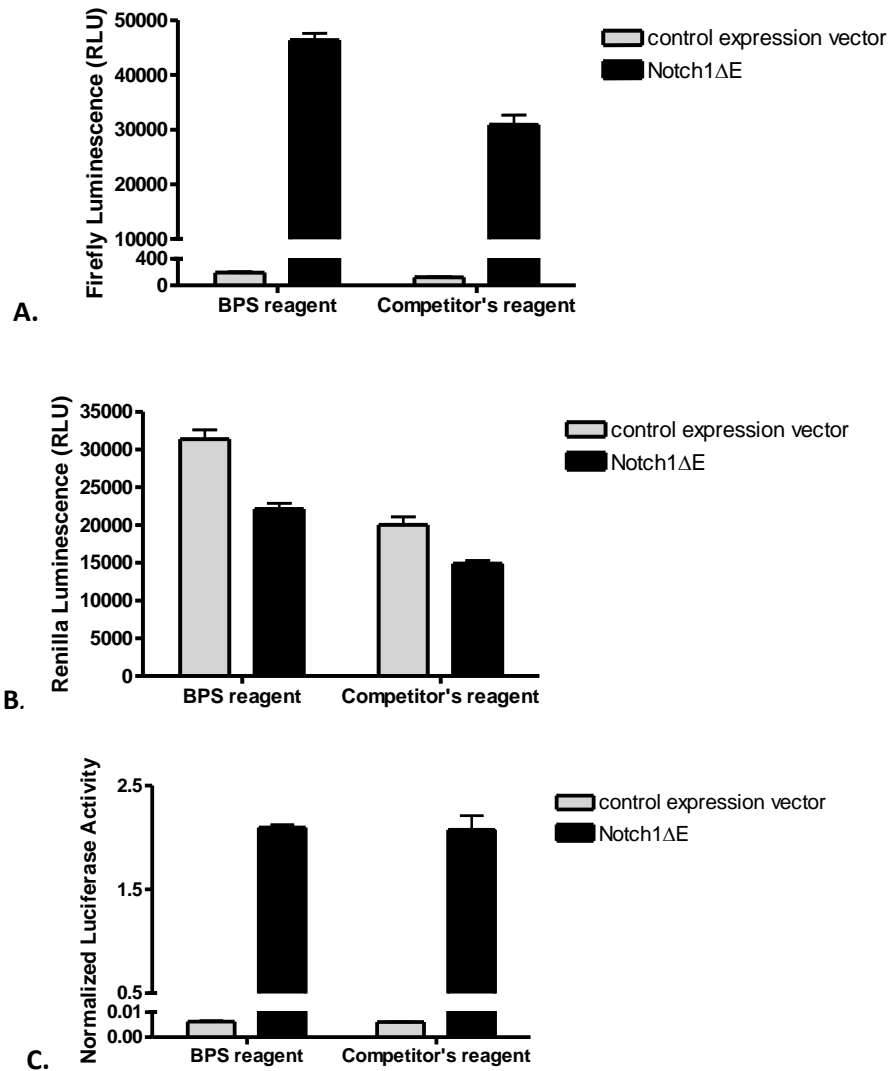 Firefly Luminescence (RLU)
50000
40000
30000
20000
10000
400
0
BPS reagent
Competitor's reagent
control expression vector
Notch1ΔE
A.
Renilla Luminescence (RLU)
35000
30000
25000
20000
15000
10000
5000
0
BPS reagent
Competitor's reagent
control expression vector
Notch1ΔE
B.
Normalized Luciferase Activity
2.5
1.5
0.5
0.01
0.00
BPS reagent
Competitor's reagent
control expression vector
Notch1ΔE
C.